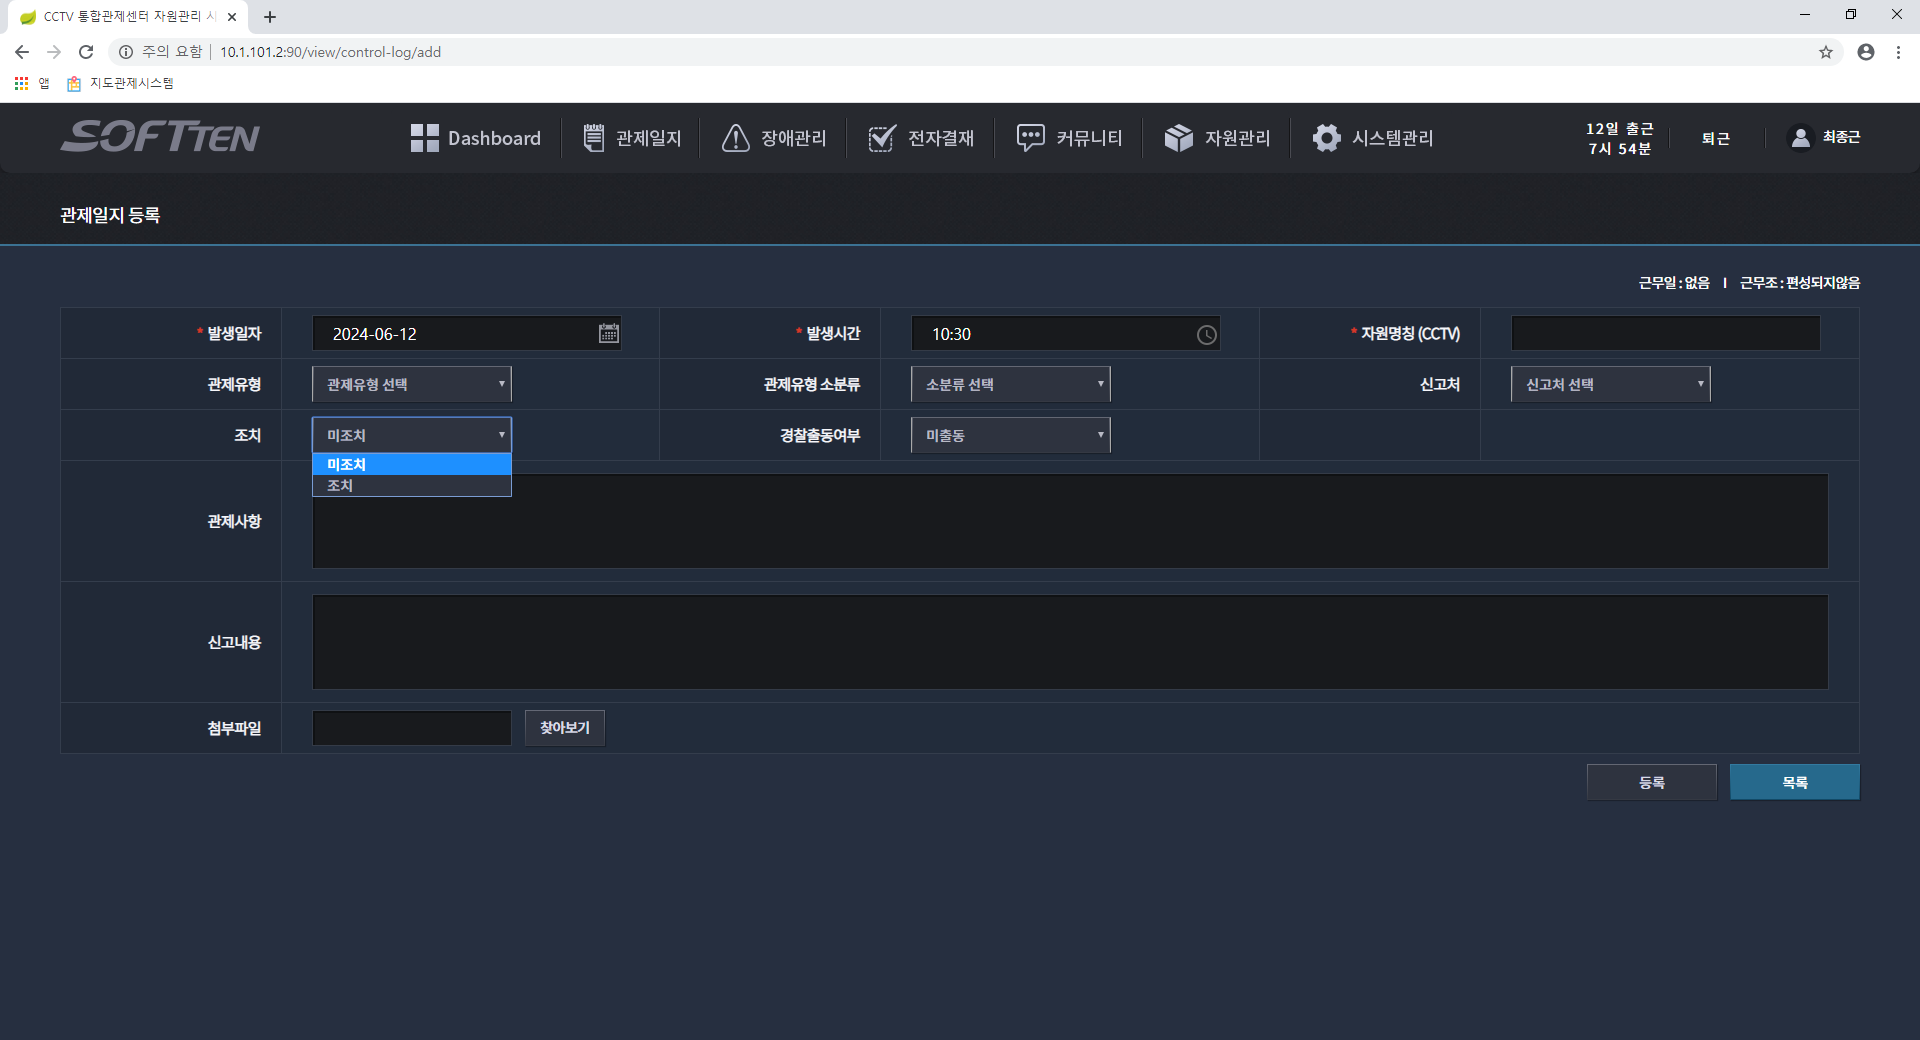 CCTV 통합관제센터 자원관리 시
주의 요함 | 10.1.101.2:90/view/control-log/add
앱 지도관제시스템
SOFTTEN Dashboard 관제일지 장애관리 전자결재 커뮤니티 자원관리 시스템관리 12일 출근 퇴근 최종근
7시 54분
관제일지 등록
근무일 : 없음 I 근무조 : 편성되지않음
* 발생일자 2024-06-12 * 발생시간 10:30 * 자원명칭 (CCTV)
관제유형 관제유형 선택 관제유형 소분류 소분류 선택 신고처 신고처 선택
조치 미조치 경찰출동여부 미출동
미조치
조치
관제사항
신고내용
첨부파일 찾아보기
등록 목록